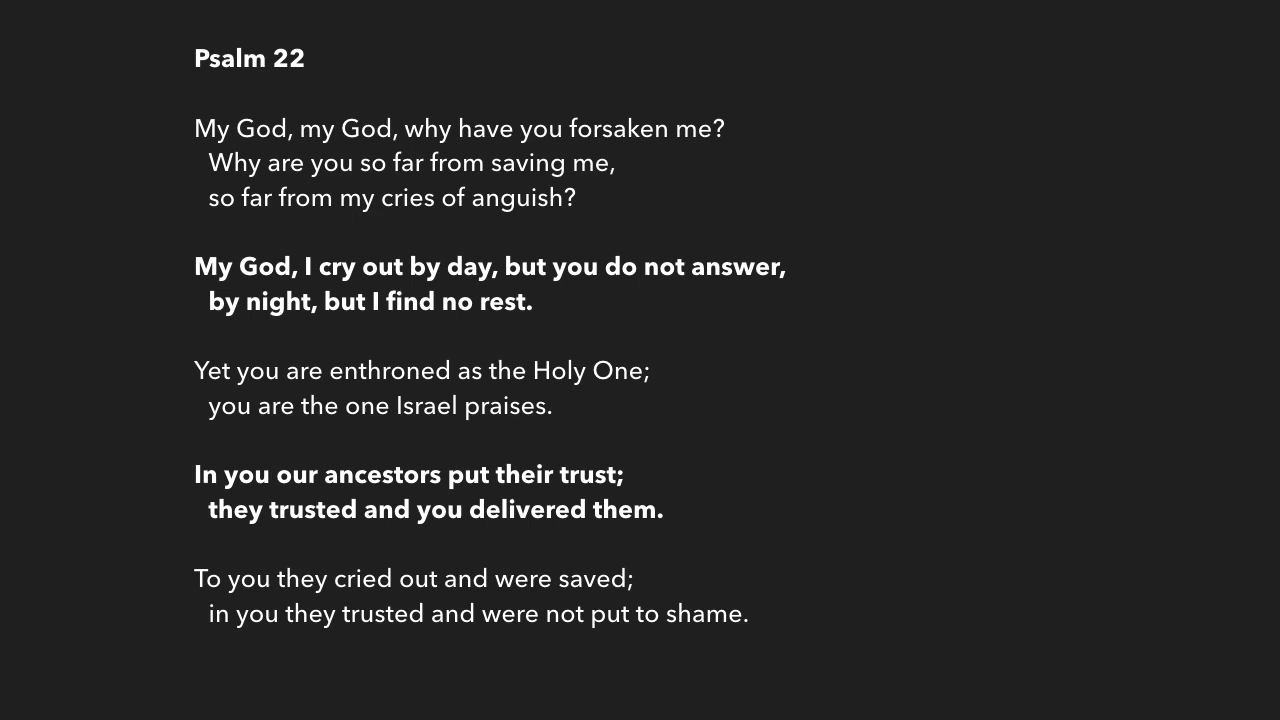 Psalm 22
My God, my God, why have you forsaken me?
Why are you so far from saving me,
so far from my cries of anguish?
My God, I cry out by day, but you do not answer,
by night, but I find no rest.
Yet you are enthroned as the Holy One;
you are the one Israel praises.
In you our ancestors put their trust;
they trusted and you delivered them.
To you they cried out and were saved;
in you they trusted and were not put to shame.